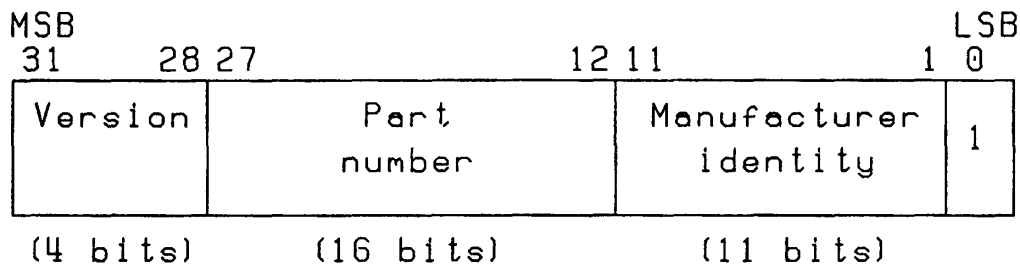 MSB LSB
31 28 27 12 11 1 0
Version Part Manufacturer 1
number identity
(4 bits) (16 bits) (11 bits)